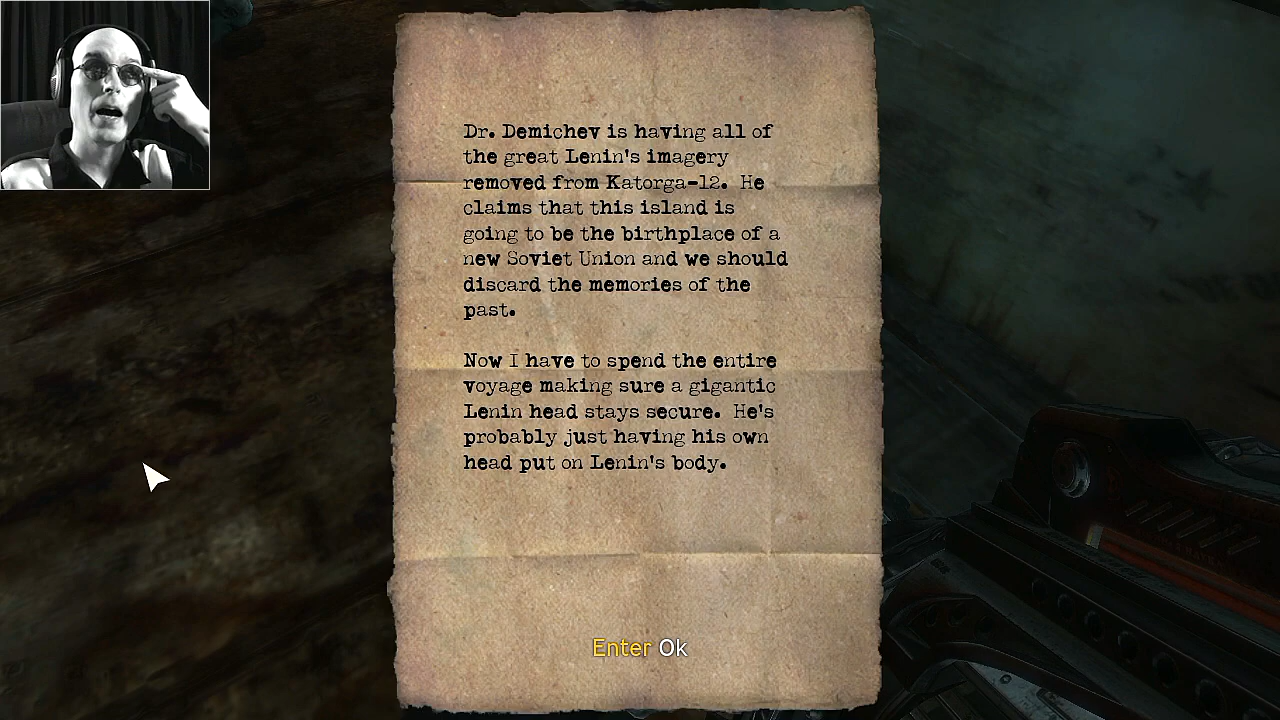 Dr. Demichev is having all of
the great Lenin's imagery
removed from Katorga-12.  He
claims that this island is
going to be the birthplace of a
new Soviet Union and we should
discard the memories of the
past.
Now I have to spend the entire
voyage making sure a gigantic
Lenin head stays secure.  He's
probably just having his own
head put on Lenin's body.
Enter Ok